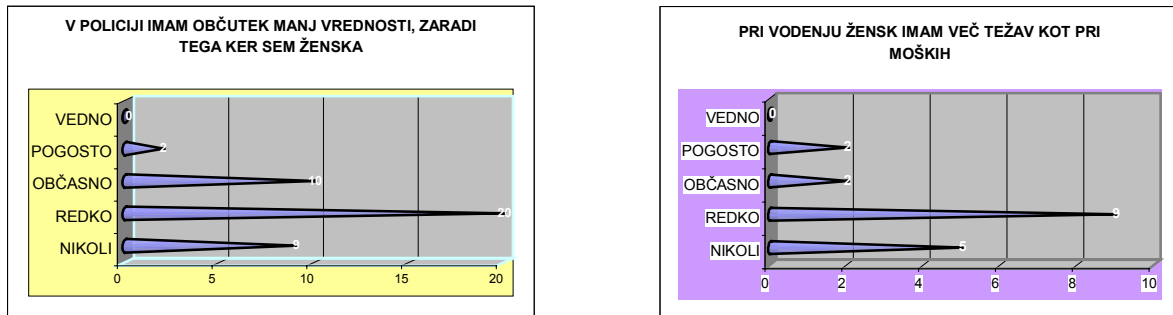 V POLICIJI IMAM OBČUTEK MANJ VREDNOSTI, ZARADI
TEGA KER SEM ŽENSKA
VEDNO 0
POGOSTO 2
OBČASNO 10
REDKO 20
NIKOLI 9
0 5 10 15 20
PRI VODENJU ŽENSK IMAM VEČ TEŽAV KOT PRI
MOŠKIH
VEDNO 0
POGOSTO 2
OBČASNO 2
REDKO 9
NIKOLI 5
0 2 4 6 8 10